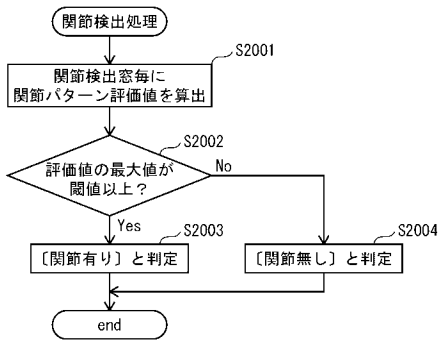 関節検出処理
S2001
関節検出窓毎に
関節パターン評価値を算出
S2002
評価値の最大値が
閾値以上？
No
Yes
S2003
〔関節有り〕と判定
S2004
〔関節無し〕と判定
end